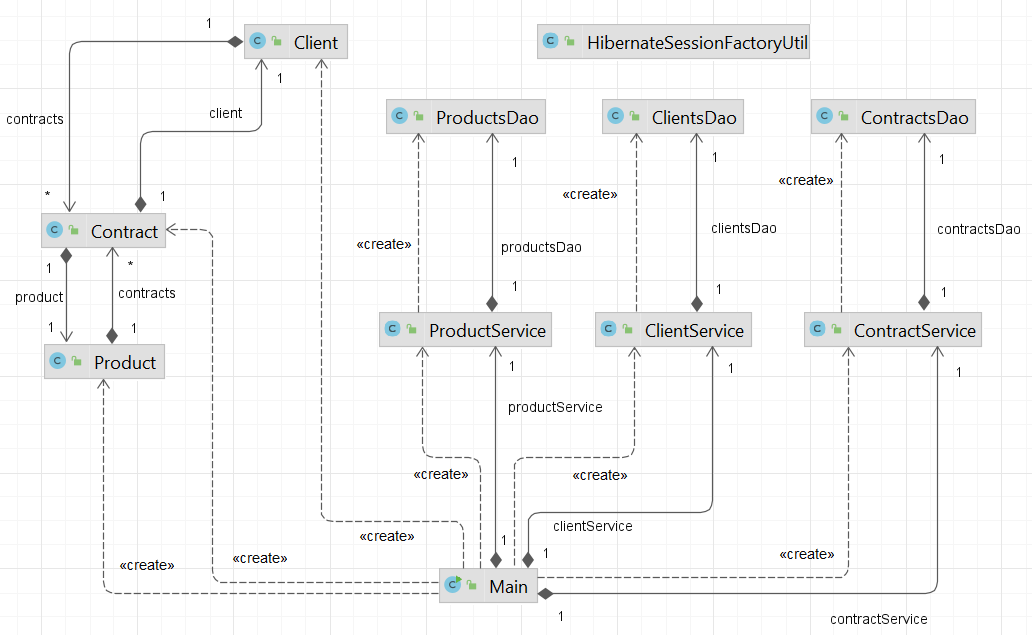 1
C Client
C HibernateSessionFactoryUtil
1
contracts
client
C ProductsDao
C ClientsDao
C ContractsDao
1
1
1
«create»
«create»
*
1
C Contract
clientsDao
contractsDao
«create»
productsDao
1
*
product
contracts
1
1
1
1
1
1
C Product
C ProductService
C ClientService
C ContractService
1
1
1
productService
«create»
«create»
clientService
«create»
1
1
«create»
«create»
«create»
C Main
1
contractService